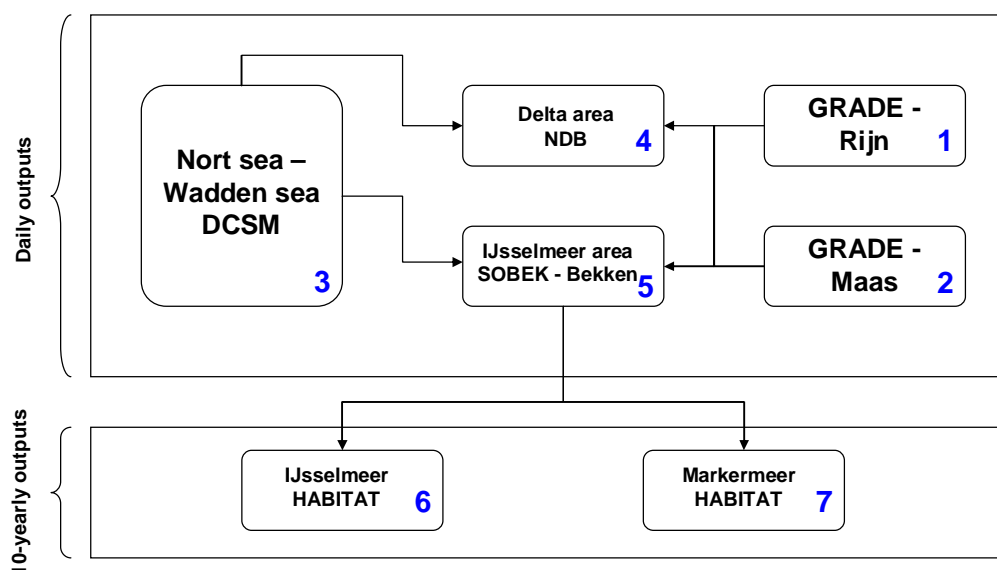 Daily outputs
Nort sea –
Wadden sea
DCSM
3
Delta area
NDB
4
GRADE -
Rijn
1
IJsselmeer area
SOBEK - Bekken
5
GRADE -
Maas
2
10-yearly outputs
IJsselmeer
HABITAT
6
Markermeer
HABITAT
7